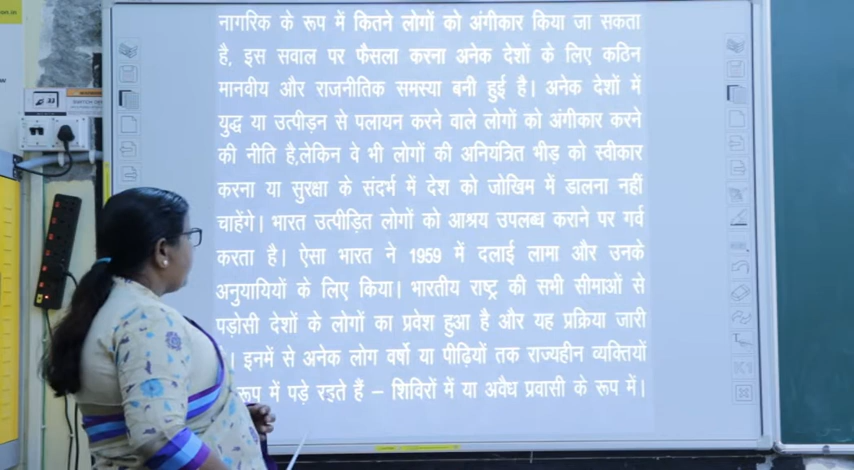 नागरिक के रूप में कितने लोगों को अंगीकार किया जा सकता
है, इस सवाल पर फैसला करना अनेक देशों के लिए कठिन
मानवीय और राजनीतिक समस्या बनी हुई है। अनेक देशों में
युद्ध या उत्पीड़न से पलायन करने वाले लोगों को अंगीकार करने
की नीति है,लेकिन वे भी लोगों की अनियंत्रित भीड़ को स्वीकार
करना या सुरक्षा के संदर्भ में देश को जोखिम में डालना नहीं
चाहेंगे। भारत उत्पीड़ित लोगों को आश्रय उपलब्ध कराने पर गर्व
करता है। ऐसा भारत ने 1959 में दलाई लामा और उनके
अनुयायियों के लिए किया। भारतीय राष्ट्र की सभी सीमाओं से
पड़ोसी देशों के लोगों का प्रवेश हुआ है और यह प्रक्रिया जारी
। इनमें से अनेक लोग वर्षो या पीढ़ियों तक राज्यहीन व्यक्तियों
रूप में पड़े रहते हैं – शिविरों में या अवैध प्रवासी के रूप में।